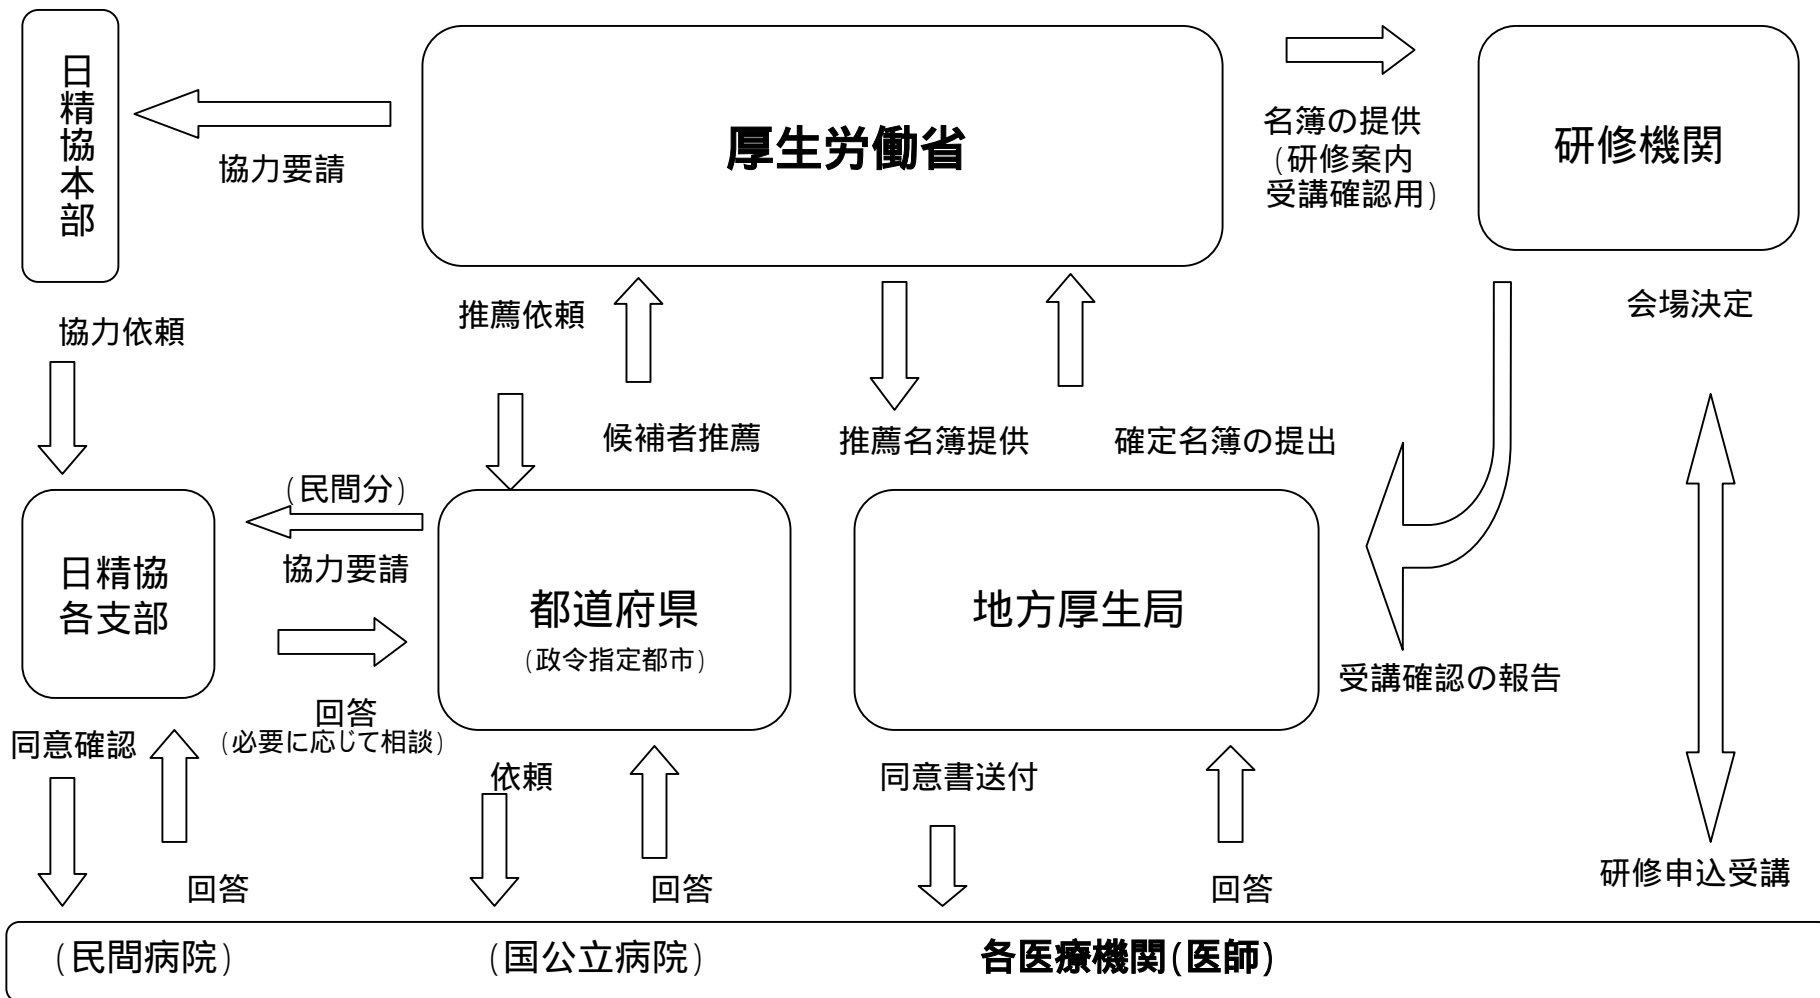 日精協本部
協力要請
厚生労働省
名簿の提供
（研修案内
受講確認用）
研修機関
協力依頼
推薦依頼
候補者推薦
推薦名簿提供
確定名簿の提出
会場決定
（民間分）
協力要請
日精協
各支部
都道府県
（政令指定都市）
地方厚生局
回答
（必要に応じて相談）
受講確認の報告
同意確認
回答
依頼
回答
同意書送付
回答
研修申込受講
（民間病院）
（国公立病院）
各医療機関（医師）